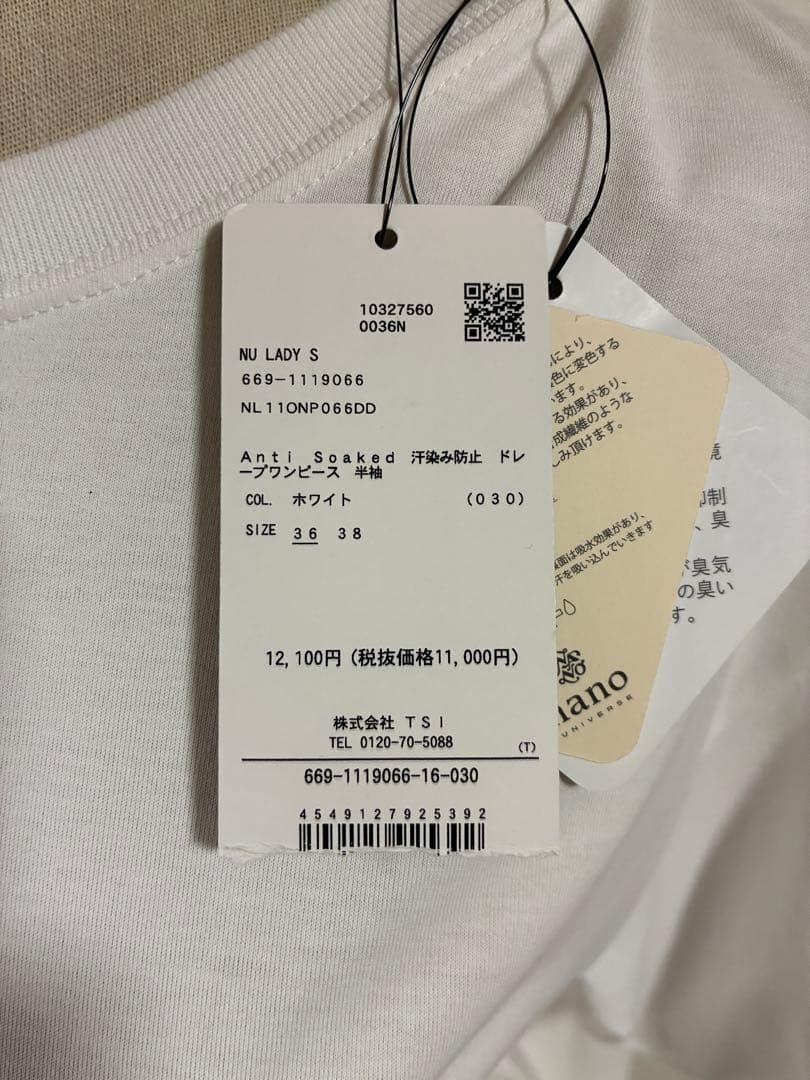 10327560
0036N
NU LADY S
669-1119066
NL11ONP066DD
Anti Soaked 汗染み防止 ドレ
ープワンピース 半袖
COL. ホワイト (030)
SIZE 36 38
12,100円(税抜価格11,000円)
株式会社 TSI
TEL 0120-70-5088
(T)
669-1119066-16-030
4549127925392
により、
色に変色する
ます。
る効果があり、
成繊維のような
しみ頂けます。
面は吸水効果があり、
汗を吸い込んでいきます
UNIVERSE
境
抑制
、臭
が臭気
の臭い
す。